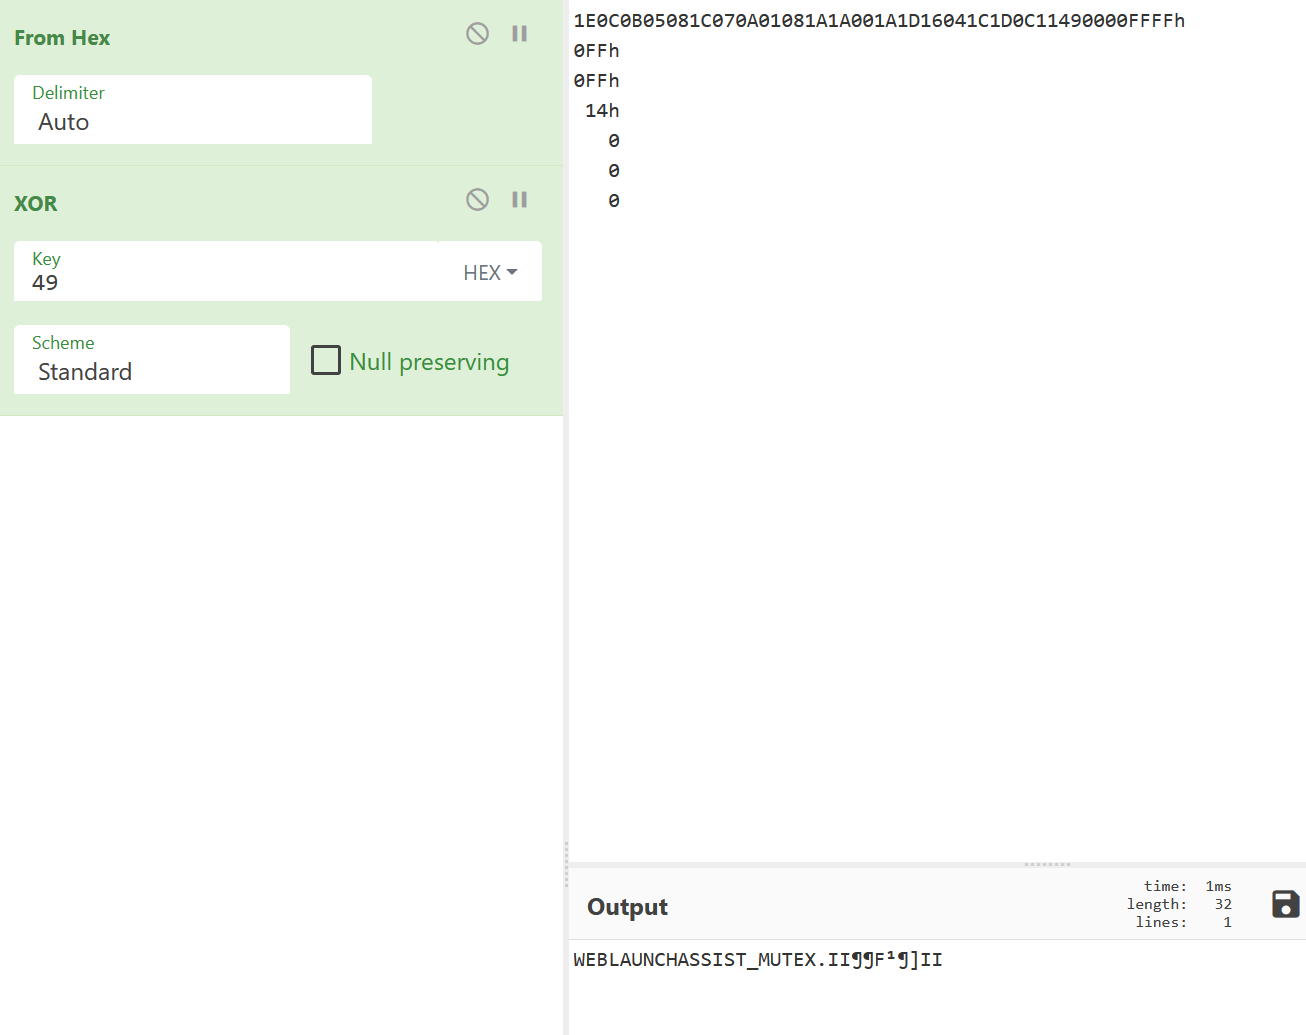 From Hex
Delimiter
Auto
XOR
Key
49
HEX
Scheme
Standard
Null preserving
1E0C0B05081C070A01081A1A001A1D16041C1D0C11490000FFFFh
0FFh
0FFh
14h
0
0
0
Output
time: 1ms
length: 32
lines: 1
WEBLAUNCHASSIST_MUTEX.II¶¶F¹¶]II